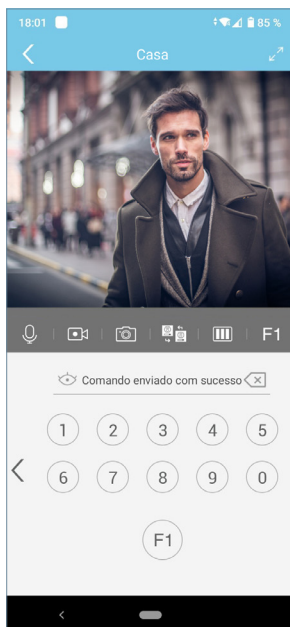 18:01 85 %
Casa
F1
Comando enviado com sucesso
1 2 3 4 5
6 7 8 9 0
F1